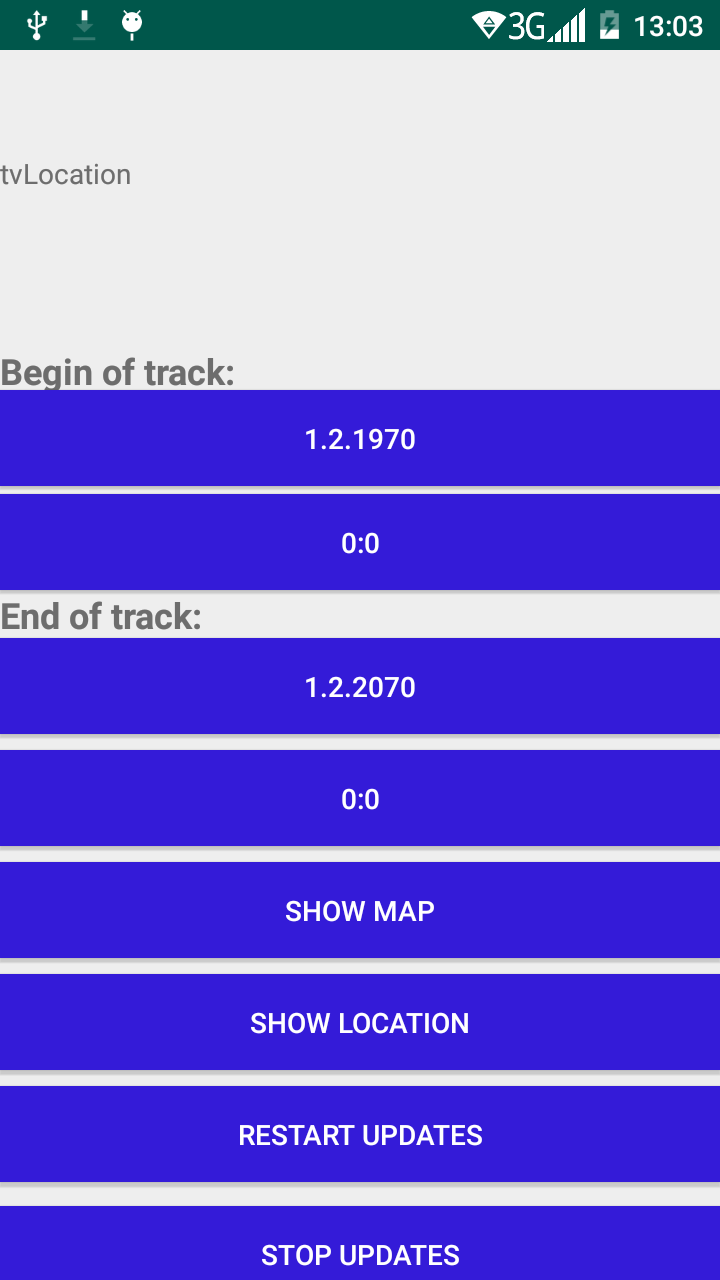 3G 13:03
tvLocation
Begin of track:
1.2.1970
0:0
End of track:
1.2.2070
0:0
SHOW MAP
SHOW LOCATION
RESTART UPDATES
STOP UPDATES